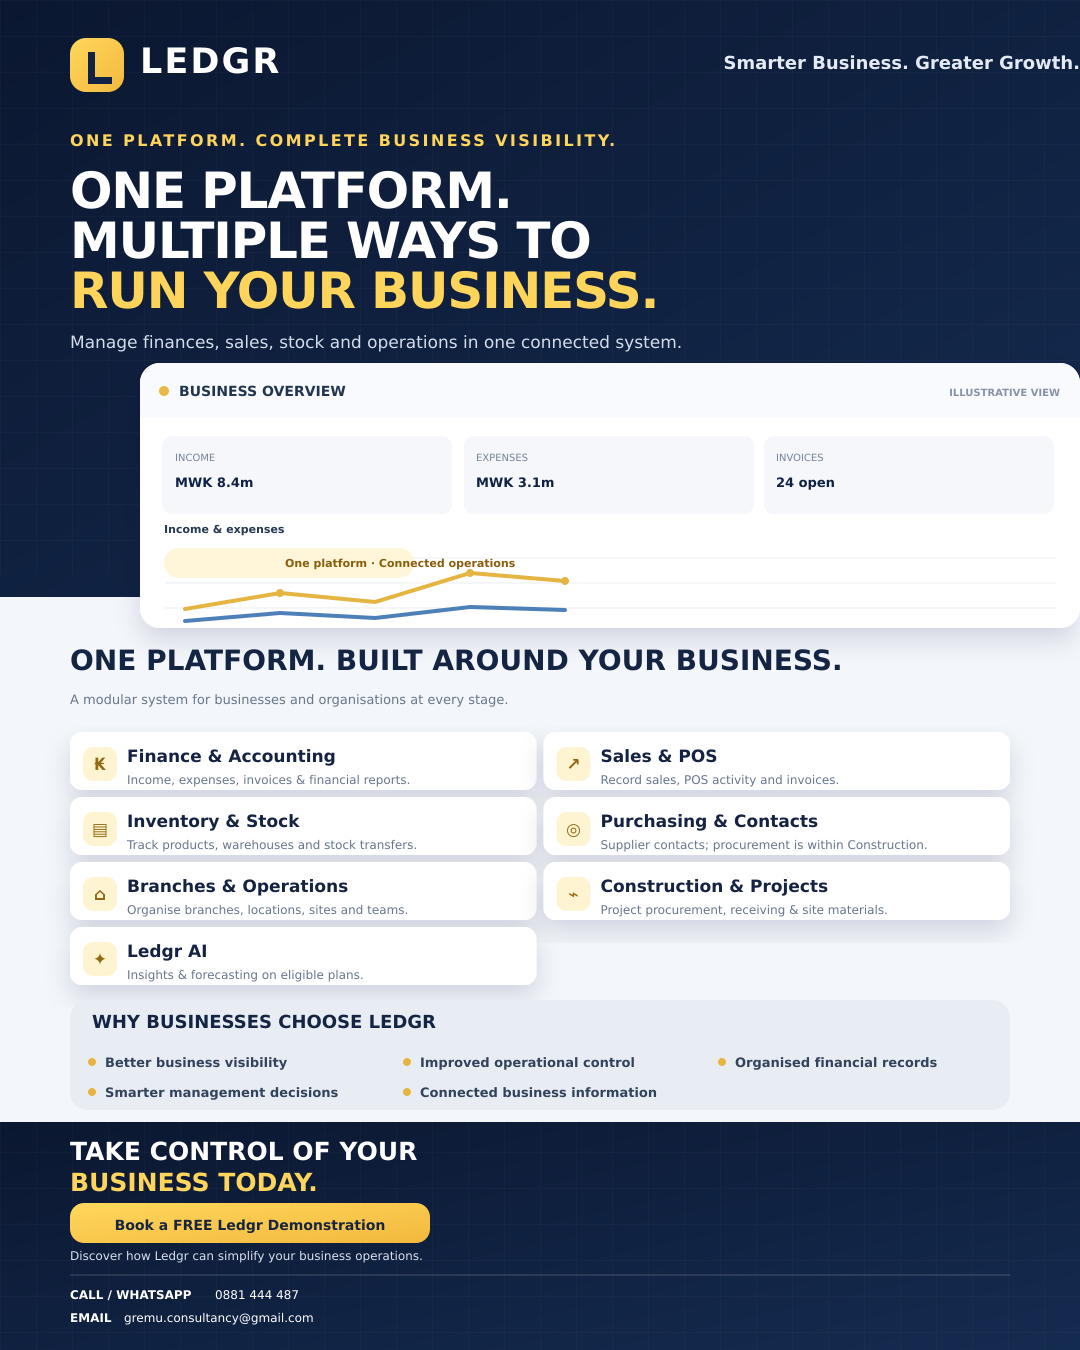 L LEDGR
Smarter Business. Greater Growth.
ONE PLATFORM. COMPLETE BUSINESS VISIBILITY.
ONE PLATFORM.
MULTIPLE WAYS TO
RUN YOUR BUSINESS.
Manage finances, sales, stock and operations in one connected system.
BUSINESS OVERVIEW
ILLUSTRATIVE VIEW
INCOME
MWK 8.4m
EXPENSES
MWK 3.1m
INVOICES
24 open
Income & expenses
One platform · Connected operations
ONE PLATFORM. BUILT AROUND YOUR BUSINESS.
A modular system for businesses and organisations at every stage.
Finance & Accounting
Income, expenses, invoices & financial reports.
Sales & POS
Record sales, POS activity and invoices.
Inventory & Stock
Track products, warehouses and stock transfers.
Purchasing & Contacts
Supplier contacts; procurement is within Construction.
Branches & Operations
Organise branches, locations, sites and teams.
Construction & Projects
Project procurement, receiving & site materials.
Ledgr AI
Insights & forecasting on eligible plans.
WHY BUSINESSES CHOOSE LEDGR
Better business visibility
Improved operational control
Organised financial records
Smarter management decisions
Connected business information
TAKE CONTROL OF YOUR
BUSINESS TODAY.
Book a FREE Ledgr Demonstration
Discover how Ledgr can simplify your business operations.
CALL / WHATSAPP 0881 444 487
EMAIL gremu.consultancy@gmail.com